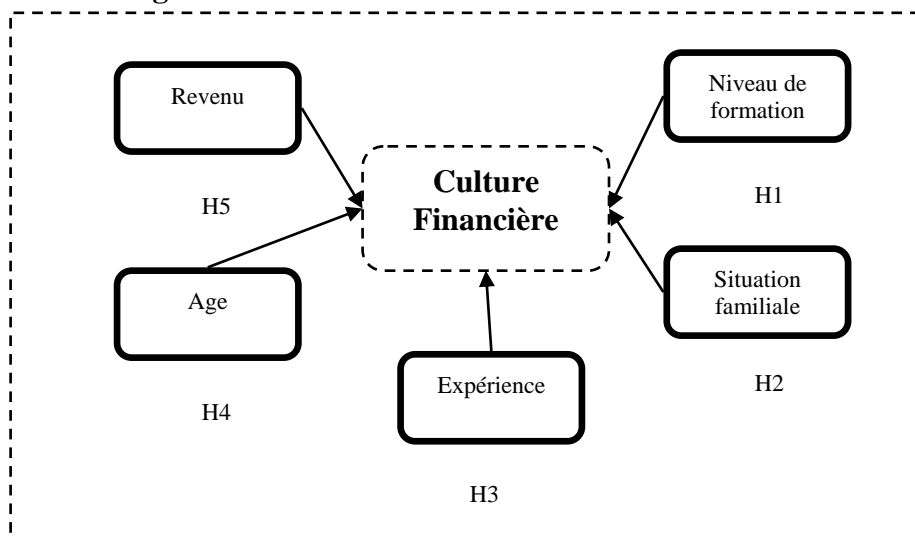 Revenu
Niveau de
formation
Culture
Financière
H5
H1
Age
Situation
familiale
Expérience
H4
H2
H3